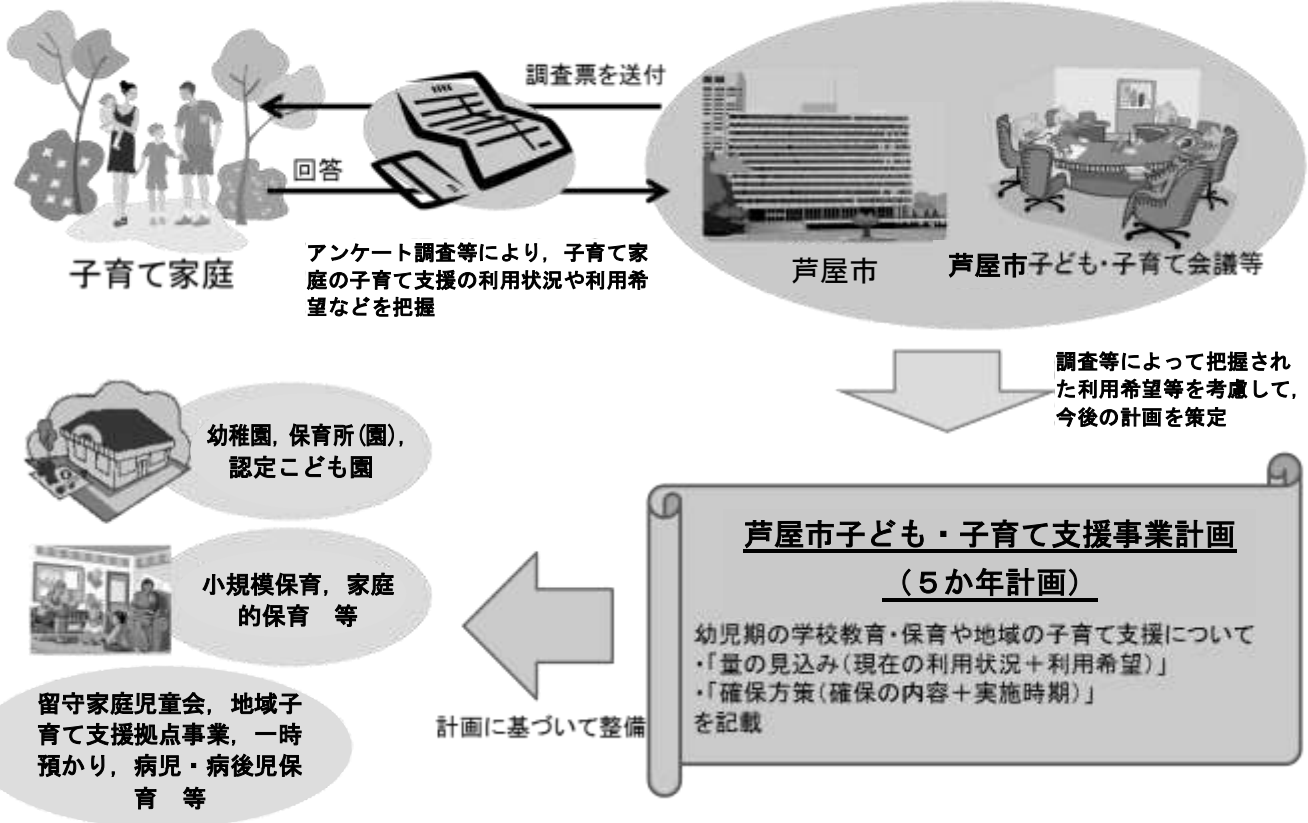 調査票を送付
回答
アンケート調査等により，子育て家
庭の子育て支援の利用状況や利用希
望などを把握
子育て家庭
芦屋市
芦屋市子ども・子育て会議等
調査等によって把握され
た利用希望等を考慮して，
今後の計画を策定
芦屋市子ども・子育て支援事業計画
（５か年計画）
幼児期の学校教育・保育や地域の子育て支援について
・「量の見込み（現在の利用状況＋利用希望）」
・「確保方策（確保の内容＋実施時期）」
を記載
計画に基づいて整備
幼稚園，保育所（園），
認定こども園
小規模保育，家庭
的保育　等
留守家庭児童会，地域子
育て支援拠点事業，一時
預かり，病児・病後児保
育　等